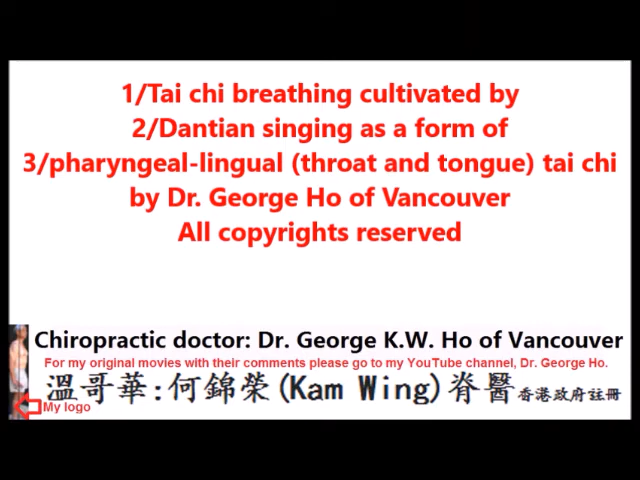 1/Tai chi breathing cultivated by
2/Dantian singing as a form of
3/pharyngeal-lingual (throat and tongue) tai chi
by Dr. George Ho of Vancouver
All copyrights reserved
Chiropractic doctor: Dr. George K.W. Ho of Vancouver
For my original movies with their comments please go to my YouTube channel, Dr. George Ho.
溫哥華:何錦榮(Kam Wing)脊醫香港政府註冊
My logo